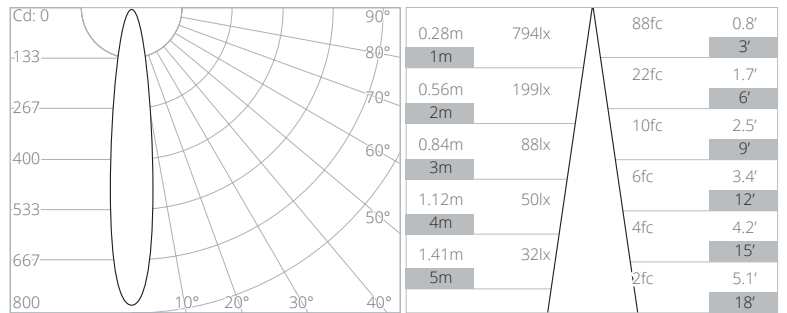 Cd: 0
133
267
400
533
667
800
90°
80°
70°
60°
50°
10° 20° 30° 40°
0.28m 794lx
1m
0.56m 199lx
2m
0.84m 88lx
3m
1.12m 50lx
4m
1.41m 32lx
5m
88fc 0.8'
3'
22fc 1.7'
6'
10fc 2.5'
9'
6fc 3.4'
12'
4fc 4.2'
15'
2fc 5.1'
18'